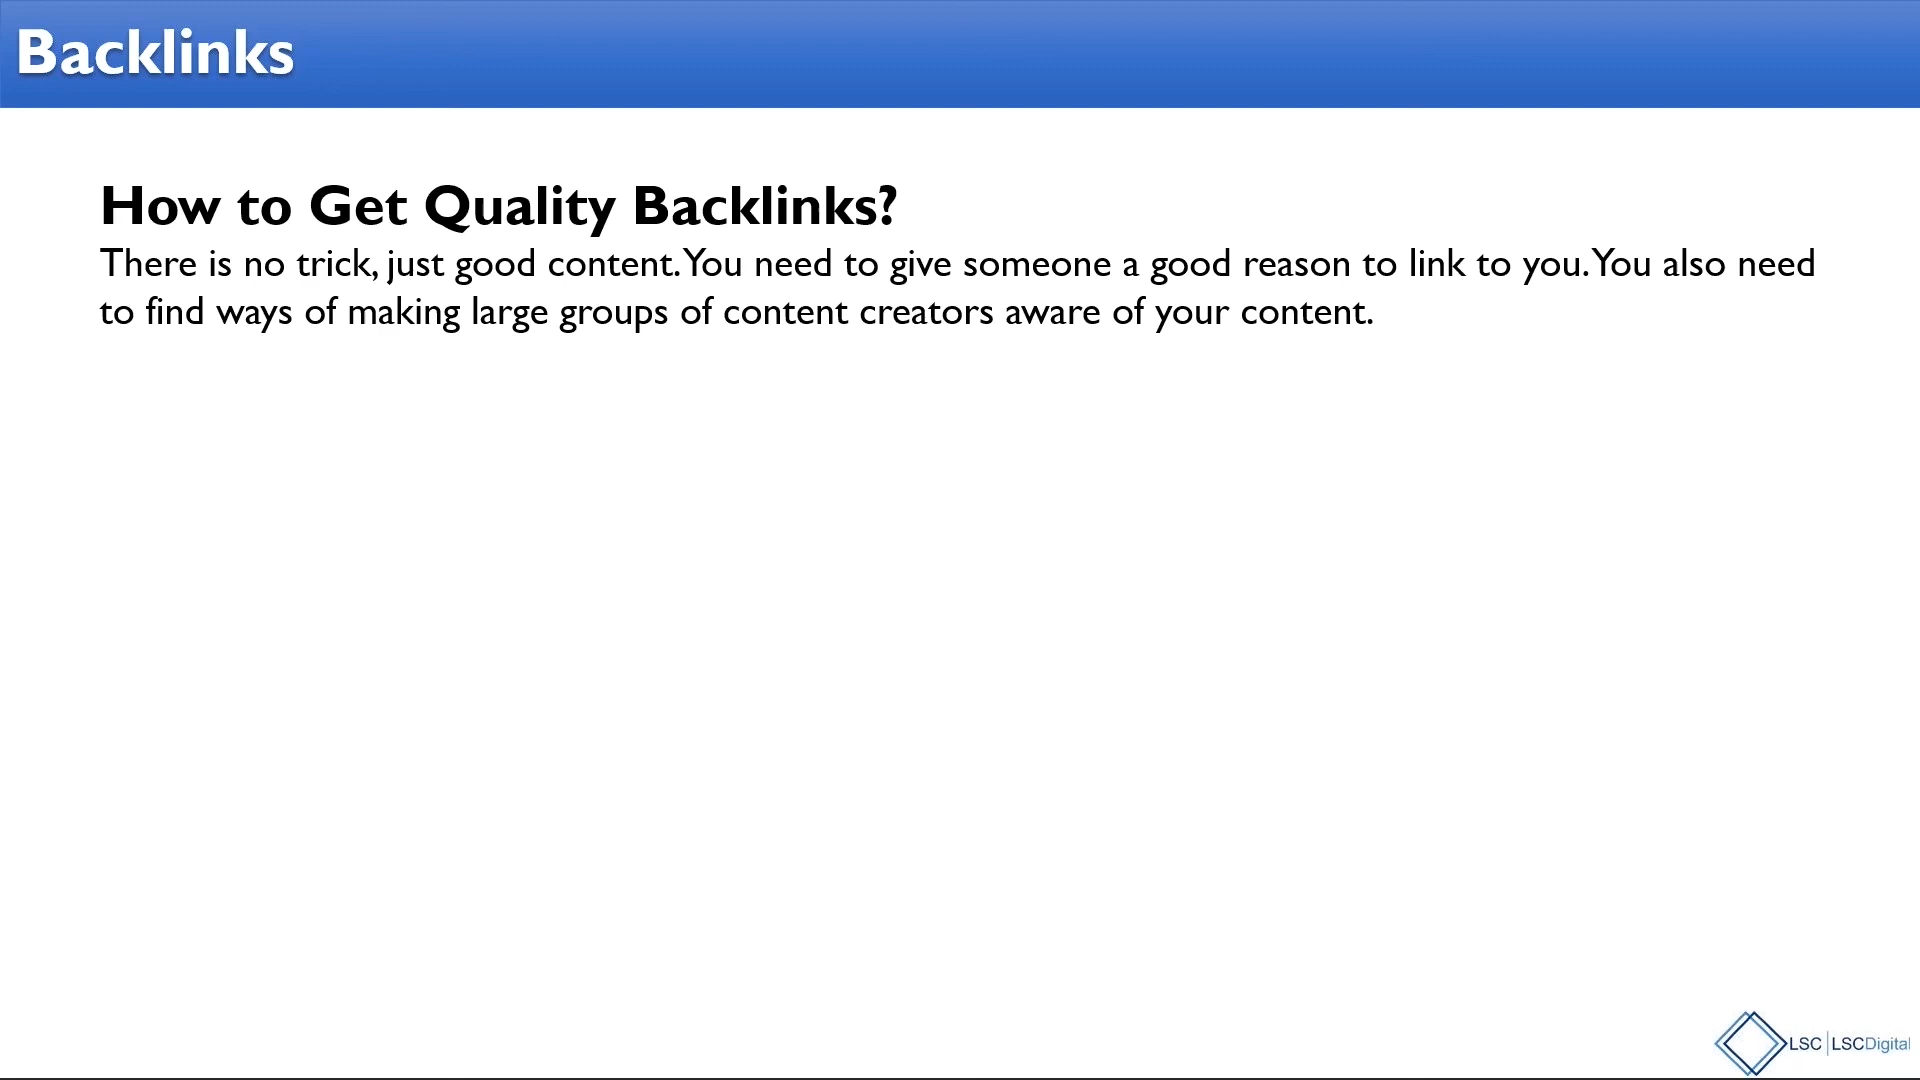 Backlinks
How to Get Quality Backlinks?
There is no trick, just good content. You need to give someone a good reason to link to you. You also need
to find ways of making large groups of content creators aware of your content.
LSC | LSCDigital